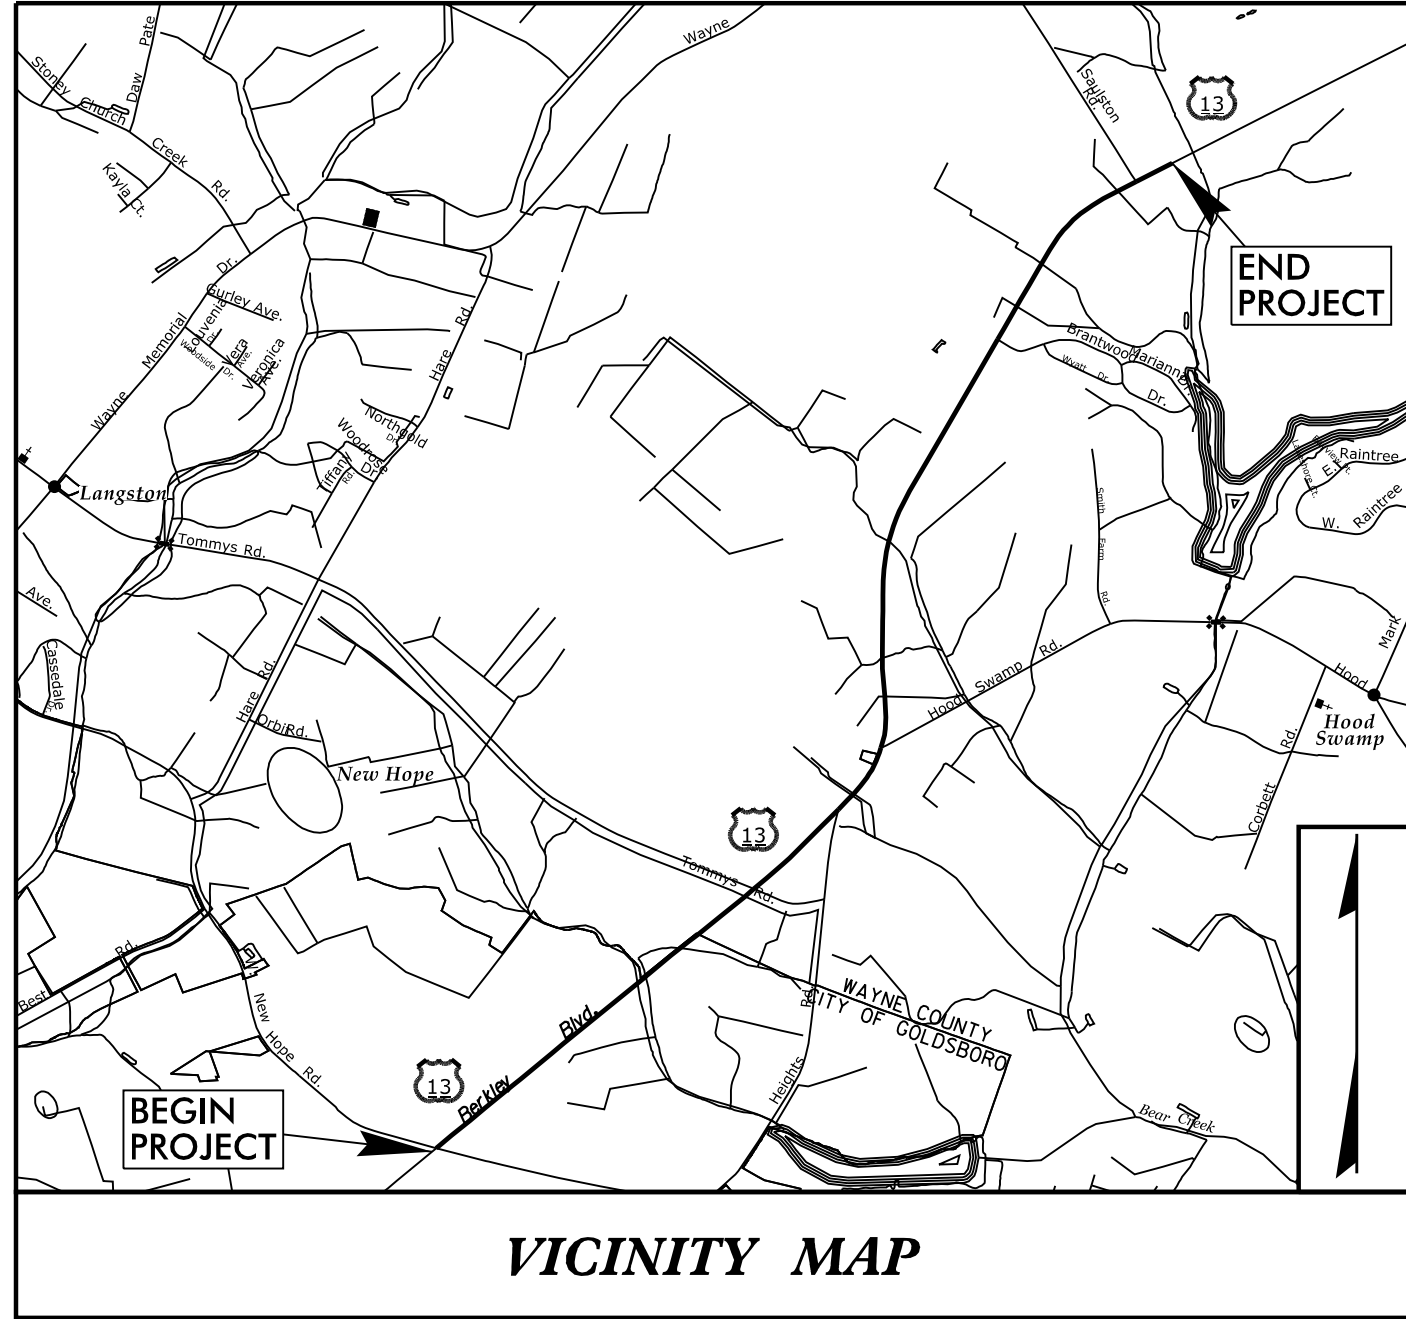 Stoney
Church
Creek
Rd.
Daw
Pate
Kayla Ct.
Wayne
Saulston
Rd.
13
END
PROJECT
Wayne
Memorial
Dr.
Gurley Ave.
Dr.
Woodside
Dr.
Vera
Ave.
Veronica
Ave.
Hare
Rd.
Northgold
Dr.
Woodrose
Dr.
Tiffany
Rd.
Brantwood
Dr.
Marianne
Dr.
Wyatt Dr.
Smith
Farm
Rd
Raintree
E.
W. Raintree
Langston
Tommys Rd.
Ave.
Cassedale
Dr.
Hare
Rd.
Rd.
New Hope
Hood
Swamp
Rd.
Hood
Mark
Hood
Swamp
Corbett
Rd.
13
Tommys
Rd.
Best
Rd.
W.
New
Hope
Rd.
WAYNE COUNTY
CITY OF GOLDSBORO
Heights
Rd.
Berkley
Blvd.
13
BEGIN
PROJECT
Bear Creek
VICINITY MAP